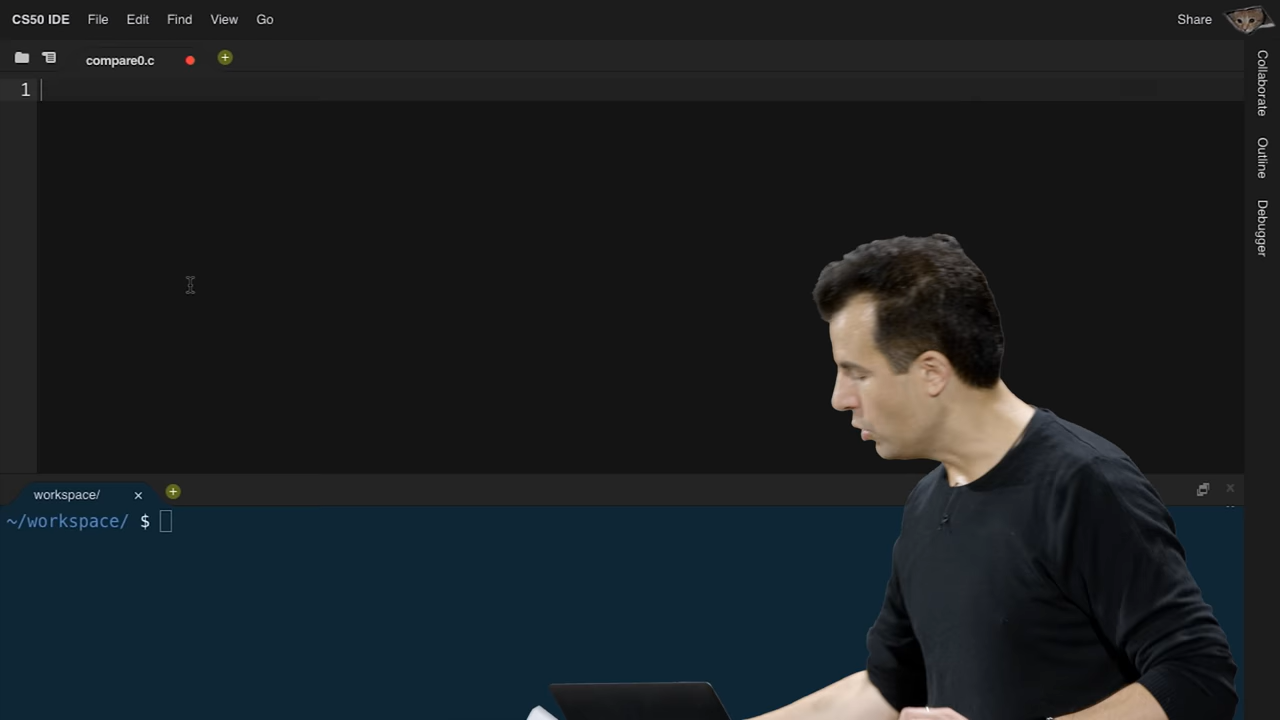 CS50 IDE File Edit Find View Go Share
compare0.c
1
Collaborate
Outline
Debugger
workspace/
~/workspace/ $